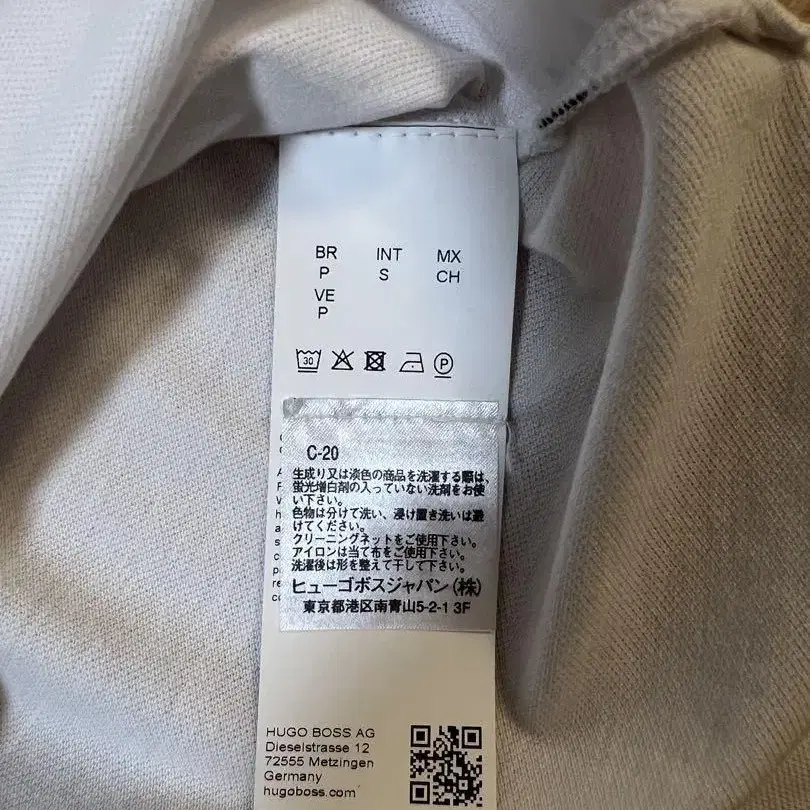 BR INT MX
P S CH
VE
P
30
P
C-20
生成り又は淡色の商品を洗濯する際は、
蛍光増白剤の入っていない洗剤をお使
い下さい。
色物は分けて洗い、浸け置き洗いは避
けてください。
クリーニングネットをご使用下さい。
アイロンは当て布をご使用下さい。
洗濯後は形を整えて干して下さい。
ヒューゴボスジャパン(株)
東京都港区南青山5-2-1 3F
HUGO BOSS AG
Dieselstrasse 12
72555 Metzingen
Germany
hugoboss.com